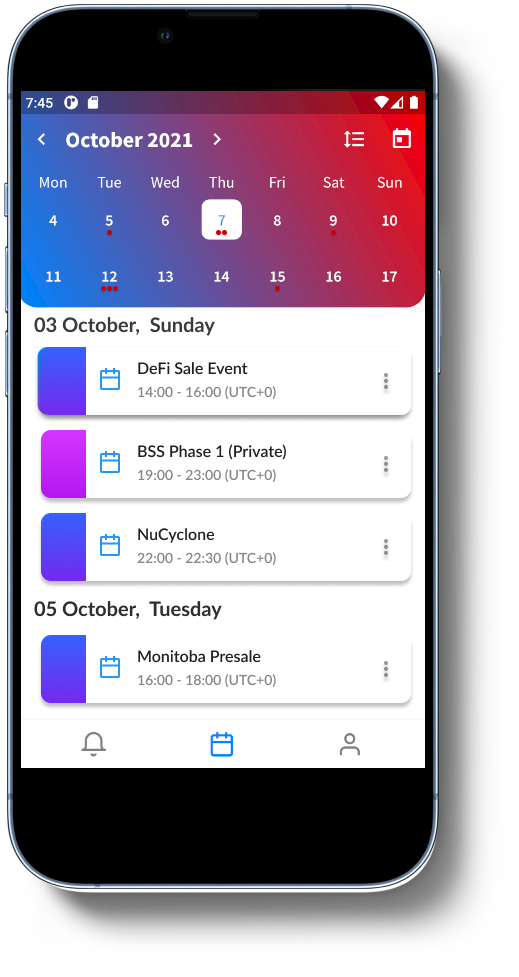 7:45
October 2021
Mon Tue Wed Thu Fri Sat Sun
4 5 6 7 8 9 10
11 12 13 14 15 16 17
03 October, Sunday
DeFi Sale Event
14:00 - 16:00 (UTC+0)
BSS Phase 1 (Private)
19:00 - 23:00 (UTC+0)
NuCyclone
22:00 - 22:30 (UTC+0)
05 October, Tuesday
Monitoba Presale
16:00 - 18:00 (UTC+0)